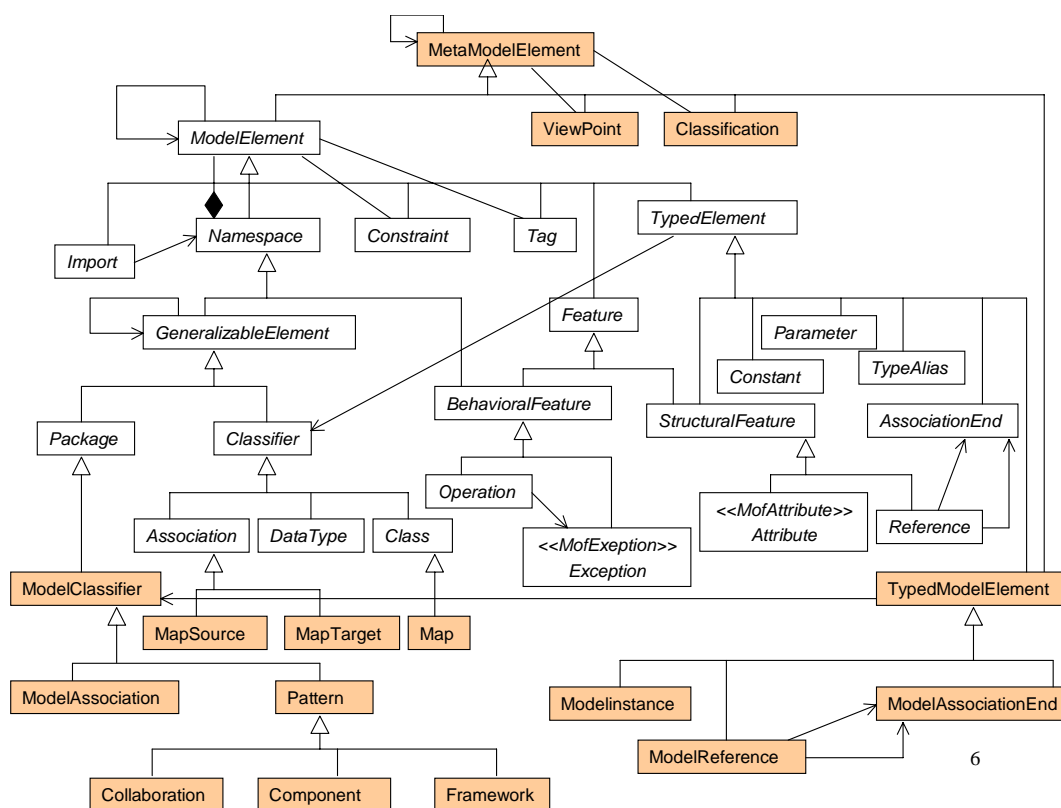 MetaModelElement
ViewPoint
Classification
ModelElement
TypedElement
Namespace
Constraint
Tag
Import
GeneralizableElement
Feature
Parameter
TypeAlias
Constant
BehavioralFeature
StructuralFeature
AssociationEnd
Package
Classifier
Operation
<<MofAttribute>>
Attribute
Reference
Association
DataType
Class
<<MofExeption>>
Exception
ModelClassifier
TypedModelElement
MapSource
MapTarget
Map
ModelAssociation
Pattern
Modelinstance
ModelAssociationEnd
ModelReference
6
Collaboration
Component
Framework